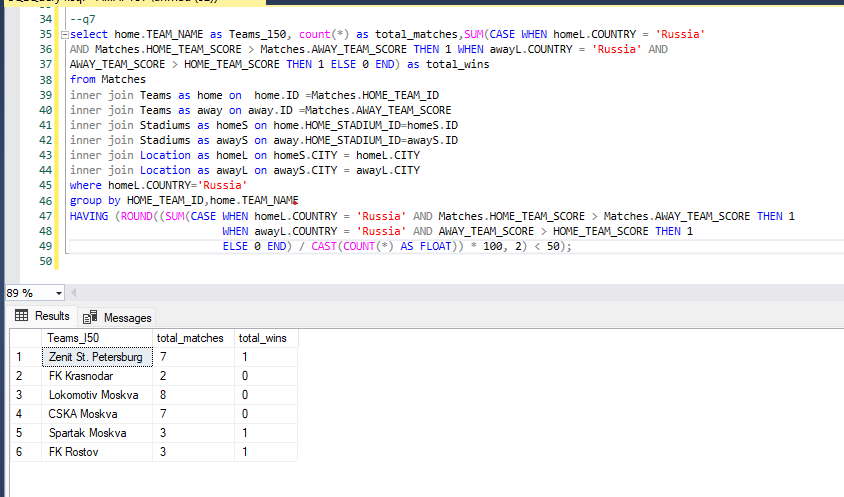 34 --q7
35 select home.TEAM_NAME as Teams_l50, count(*) as total_matches,SUM(CASE WHEN homeL.COUNTRY = 'Russia'
36 AND Matches.HOME_TEAM_SCORE > Matches.AWAY_TEAM_SCORE THEN 1 WHEN awayL.COUNTRY = 'Russia' AND
37 AWAY_TEAM_SCORE > HOME_TEAM_SCORE THEN 1 ELSE 0 END) as total_wins
38 from Matches
39 inner join Teams as home on home.ID =Matches.HOME_TEAM_ID
40 inner join Teams as away on away.ID =Matches.AWAY_TEAM_SCORE
41 inner join Stadiums as homeS on home.HOME_STADIUM_ID=homeS.ID
42 inner join Stadiums as awayS on away.HOME_STADIUM_ID=awayS.ID
43 inner join Location as homeL on homeS.CITY = homeL.CITY
44 inner join Location as awayL on awayS.CITY = awayL.CITY
45 where homeL.COUNTRY='Russia'
46 group by HOME_TEAM_ID,home.TEAM_NAME
47 HAVING (ROUND((SUM(CASE WHEN homeL.COUNTRY = 'Russia' AND Matches.HOME_TEAM_SCORE > Matches.AWAY_TEAM_SCORE THEN 1
48 WHEN awayL.COUNTRY = 'Russia' AND AWAY_TEAM_SCORE > HOME_TEAM_SCORE THEN 1
49 ELSE 0 END) / CAST(COUNT(*) AS FLOAT)) * 100, 2) < 50);
50
89 %
Results Messages
Teams_l50 total_matches total_wins
1 Zenit St. Petersburg 7 1
2 FK Krasnodar 2 0
3 Lokomotiv Moskva 8 0
4 CSKA Moskva 7 0
5 Spartak Moskva 3 1
6 FK Rostov 3 1